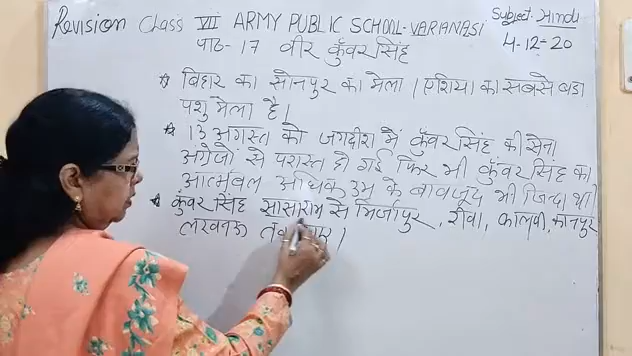 Revision Class VII ARMY PUBLIC SCHOOL-VARANASI
Subject Hindi
पाठ-17 वीर कुँवर सिंह
4-12-20
* बिहार का सोनपुर का मेला (एशिया का सबसे बड़ा
पशु मेला है।
* 13 अगस्त को जगदीश में कुँवर सिंह की सेना
अंग्रेजों से परास्त हो गई फिर भी कुँवर सिंह का
आत्मबल अधिक उम्र के बावजूद भी जिन्दा थी
* कुंवर सिंह सासाराम से मिर्जापुर, रीवा, कालपी, कानपुर
लखनऊ